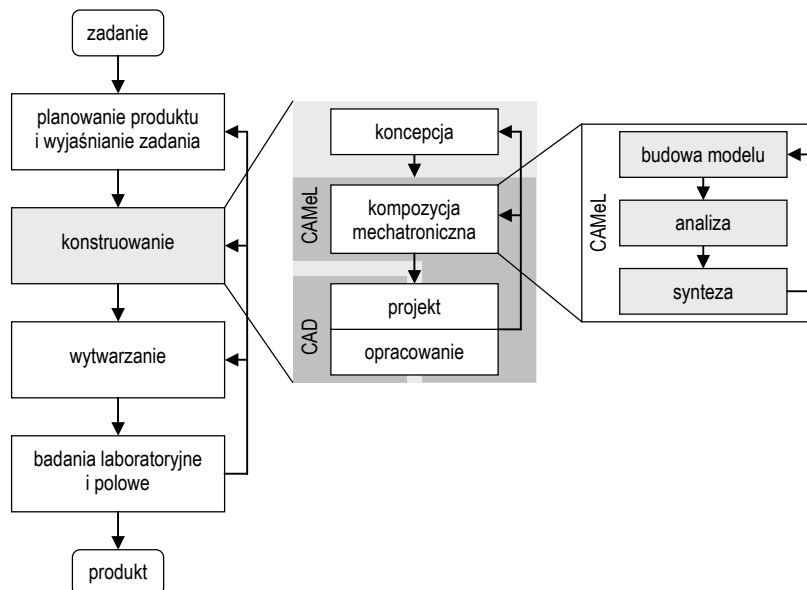 zadanie
planowanie produktu
i wyjaśnianie zadania
konstruowanie
wytwarzanie
badania laboratoryjne
i polowe
produkt
koncepcja
CAMeL
kompozycja
mechatroniczna
CAD
projekt
opracowanie
CAMeL
budowa modelu
analiza
synteza